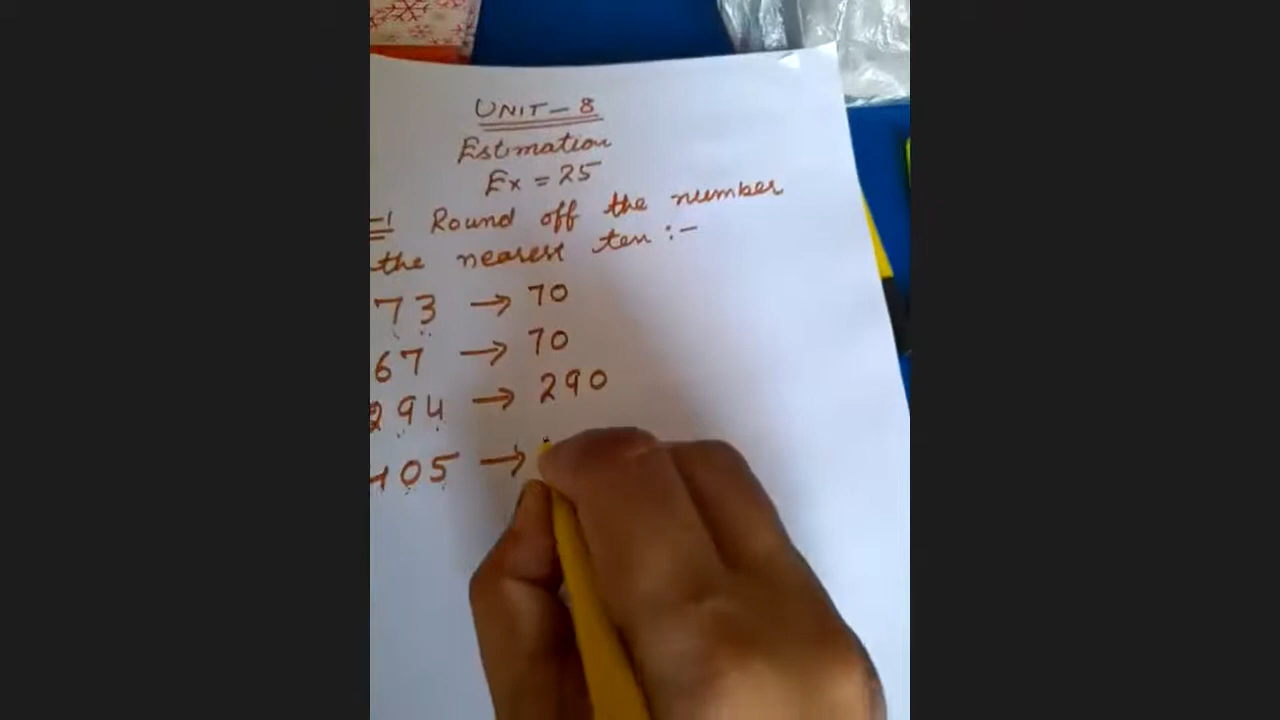 UNIT - 8
Estimation
Ex = 25
-1 Round off the number
the nearest ten :-
73 → 70
67 → 70
294 → 290
405 →